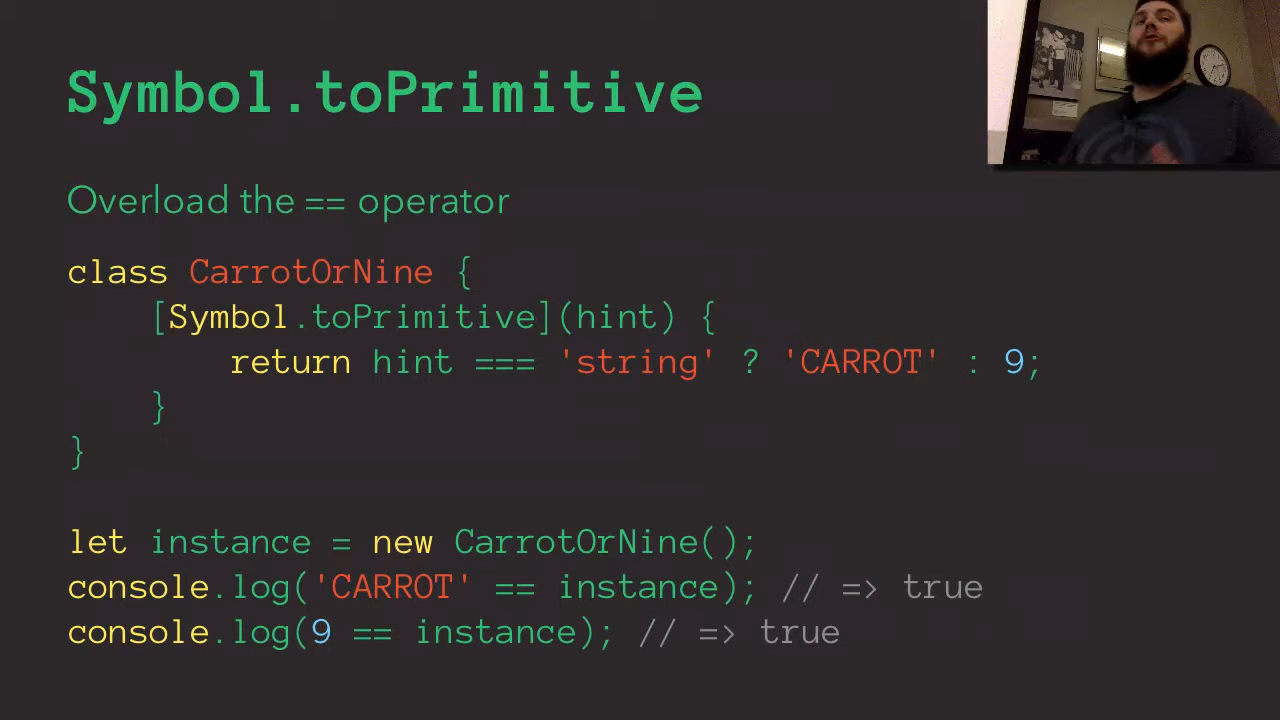 Symbol.toPrimitive
Overload the == operator
class CarrotOrNine {
    [Symbol.toPrimitive](hint) {
        return hint === 'string' ? 'CARROT' : 9;
    }
}
let instance = new CarrotOrNine();
console.log('CARROT' == instance); // => true
console.log(9 == instance); // => true